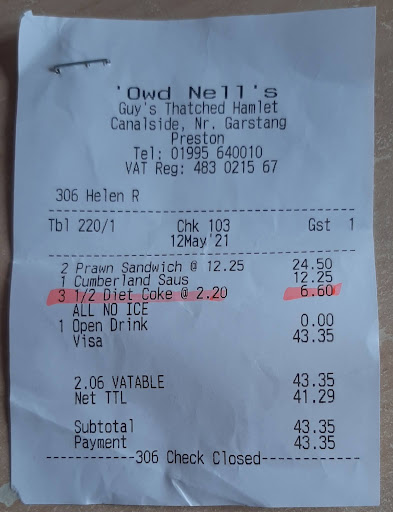 'Owd Nell's
Guy's Thatched Hamlet
Canalside, Nr. Garstang
Preston
Tel: 01995 640010
VAT Reg: 483 0215 67
306 Helen R
Tbl 220/1 Chk 103 Gst 1
12May'21
2 Prawn Sandwich @ 12.25 24.50
1 Cumberland Saus 12.25
3 1/2 Diet Coke @ 2.20 6.60
ALL NO ICE
1 Open Drink 0.00
Visa 43.35
2.06 VATABLE 43.35
Net TTL 41.29
Subtotal 43.35
Payment 43.35
------------306 Check Closed------------